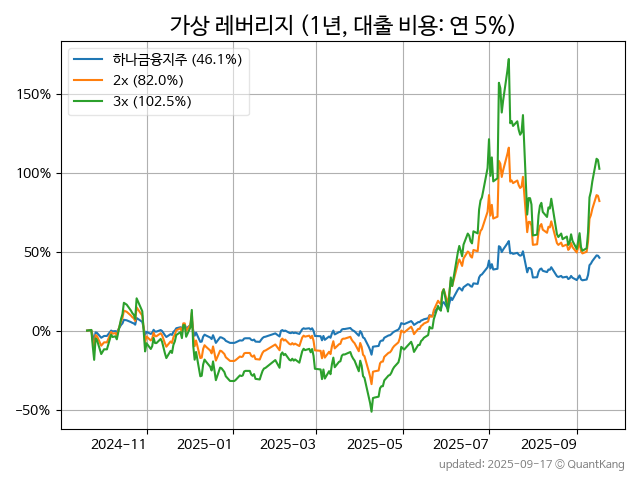 가상 레버리지 (1년, 대출 비용: 연 5%)
하나금융지주 (46.1%)
2x (82.0%)
3x (102.5%)
150%
100%
50%
0%
−50%
2024-11 2025-01 2025-03 2025-05 2025-07 2025-09
updated: 2025-09-17 © QuantKang